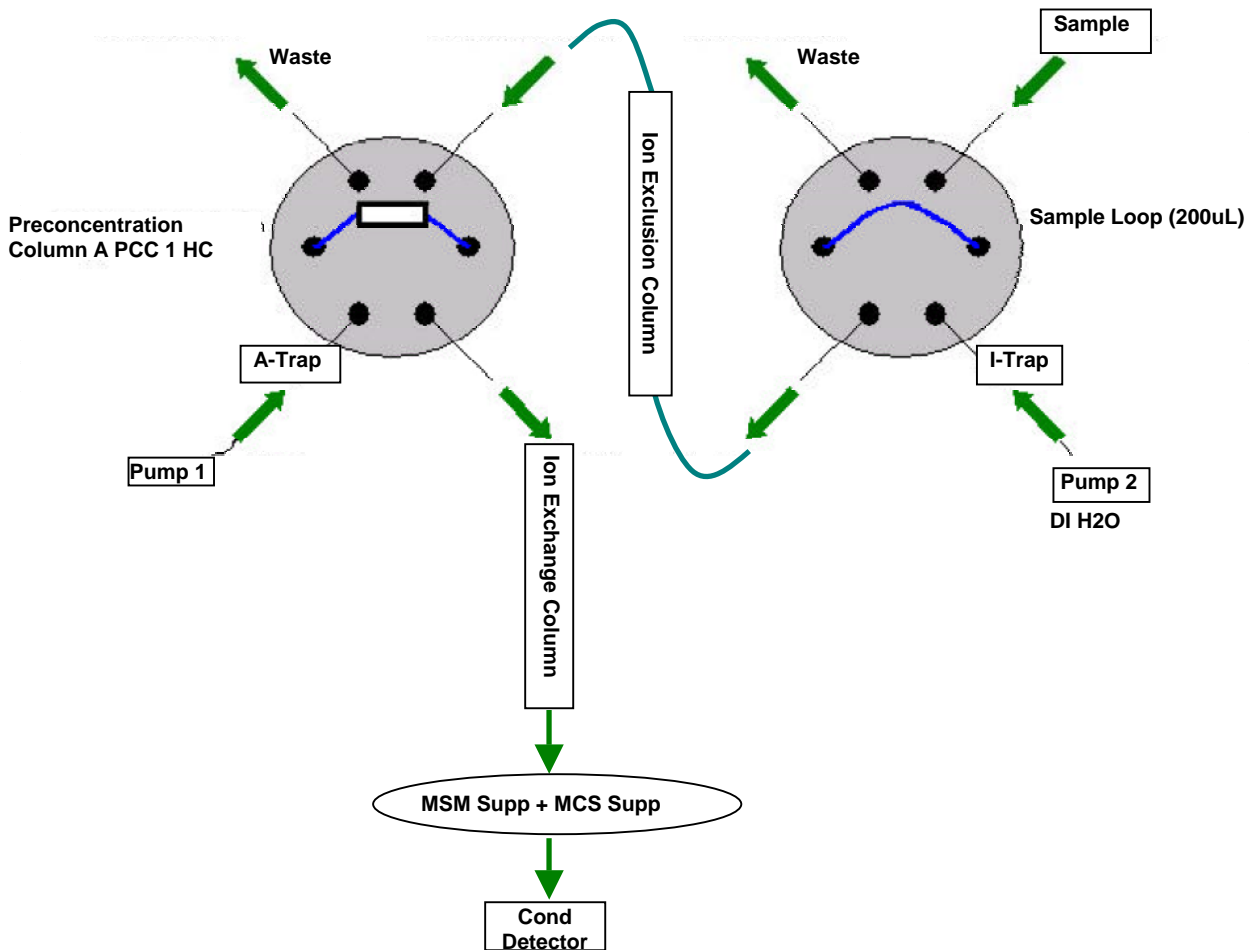 Sample
Waste
Waste
Ion Exclusion Column
Preconcentration
Column A PCC 1 HC
Sample Loop (200uL)
A-Trap
I-Trap
Pump 1
Pump 2
DI H2O
Ion Exchange Column
MSM Supp + MCS Supp
Cond
Detector